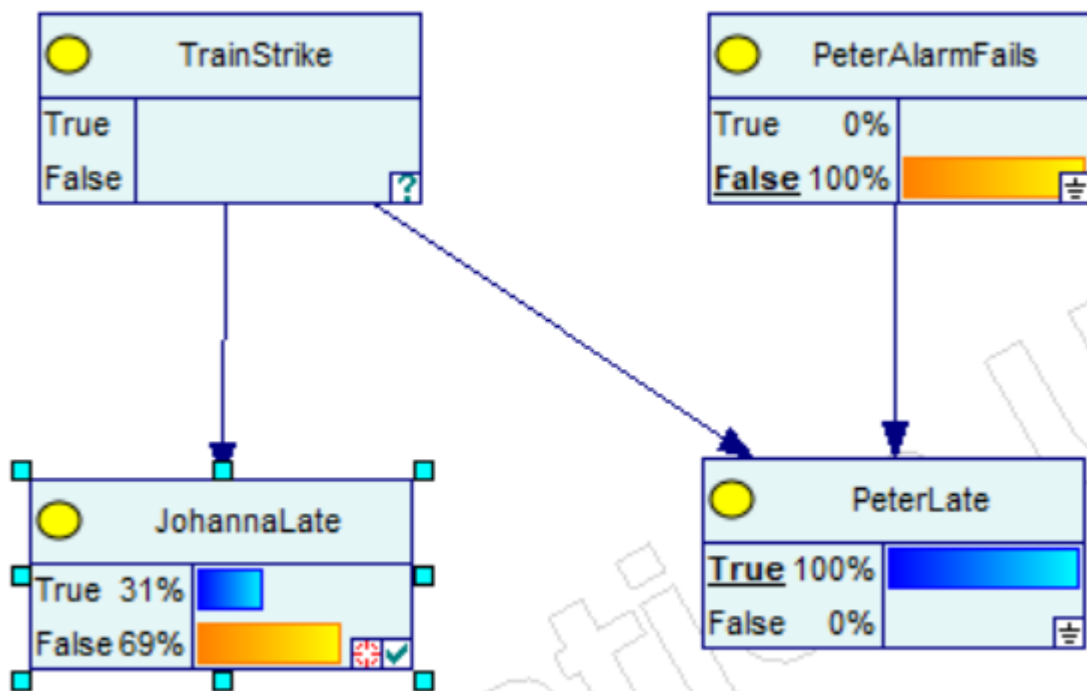 TrainStrike
True
False
?
PeterAlarmFails
True 0%
False 100%
JohannaLate
True 31%
False 69%
PeterLate
True 100%
False 0%